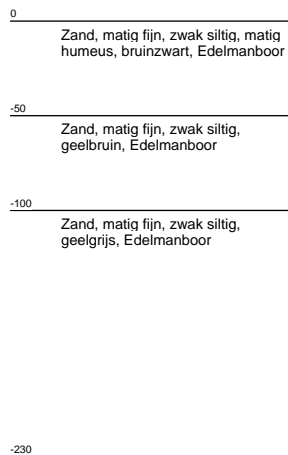 0
Zand, matig fijn, zwak siltig, matig
humeus, bruinzwart, Edelmanboor
-50
Zand, matig fijn, zwak siltig,
geelbruin, Edelmanboor
-100
Zand, matig fijn, zwak siltig,
geelgrijs, Edelmanboor
-230